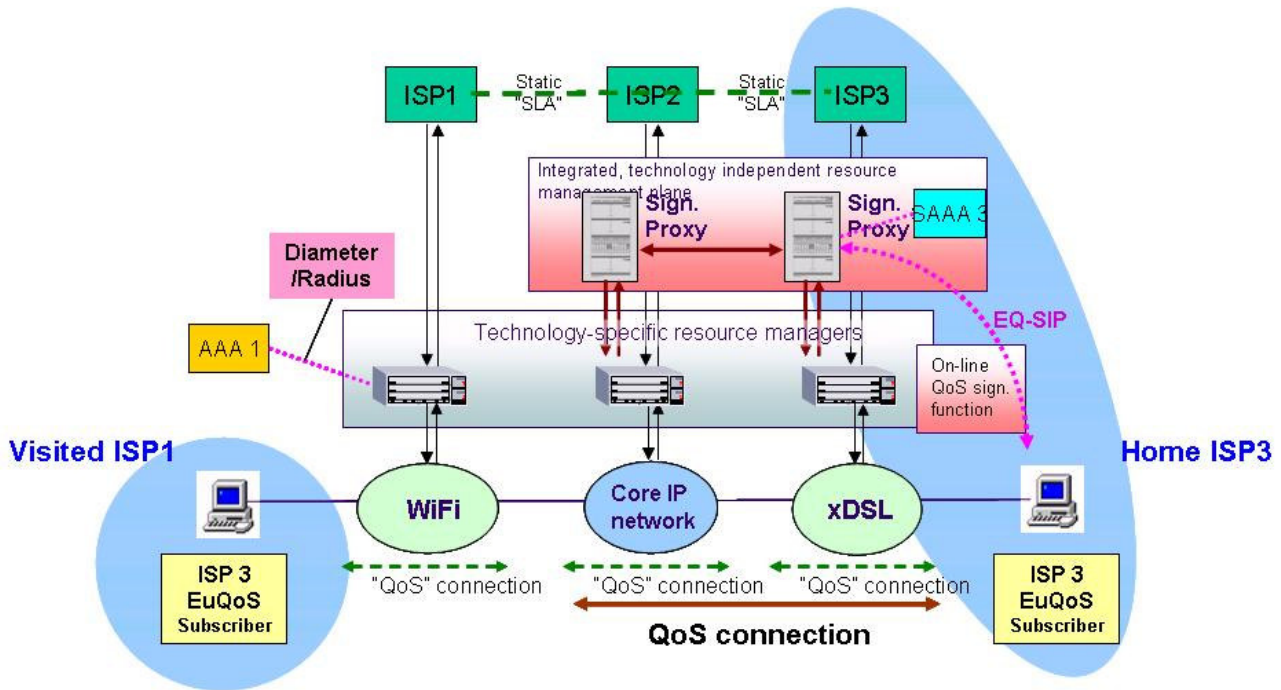 ISP1
Static
"SLA"
ISP2
Static
"SLA"
ISP3
Integrated, technology independent resource
management plane
Sign.
Proxy
Sign.
Proxy
SAAA 3
Diameter
/Radius
EQ-SIP
Technology-specific resource managers
AAA 1
On-line
QoS sign.
function
Visited ISP1
Home ISP3
WiFi
Core IP
network
xDSL
"QoS" connection
"QoS" connection
"QoS" connection
ISP 3
EuQoS
Subscriber
ISP 3
EuQoS
Subscriber
QoS connection